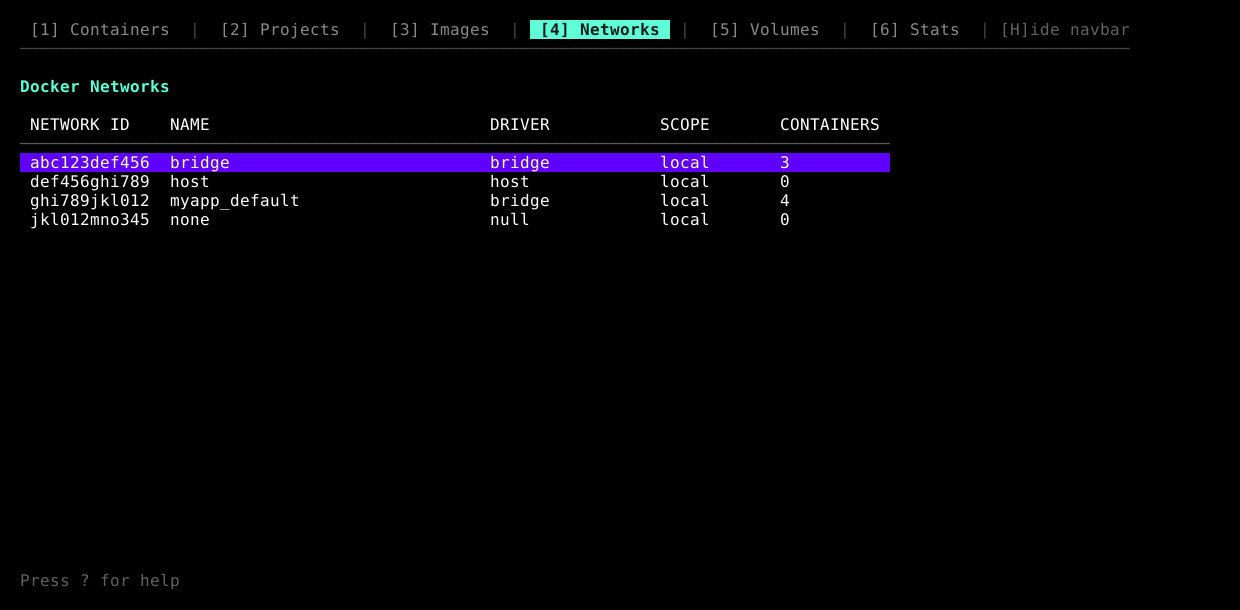 [1] Containers | [2] Projects | [3] Images | [4] Networks | [5] Volumes | [6] Stats | [H]ide navbar
Docker Networks
NETWORK ID NAME DRIVER SCOPE CONTAINERS
abc123def456 bridge bridge local 3
def456ghi789 host host local 0
ghi789jkl012 myapp_default bridge local 4
jkl012mno345 none null local 0
Press ? for help